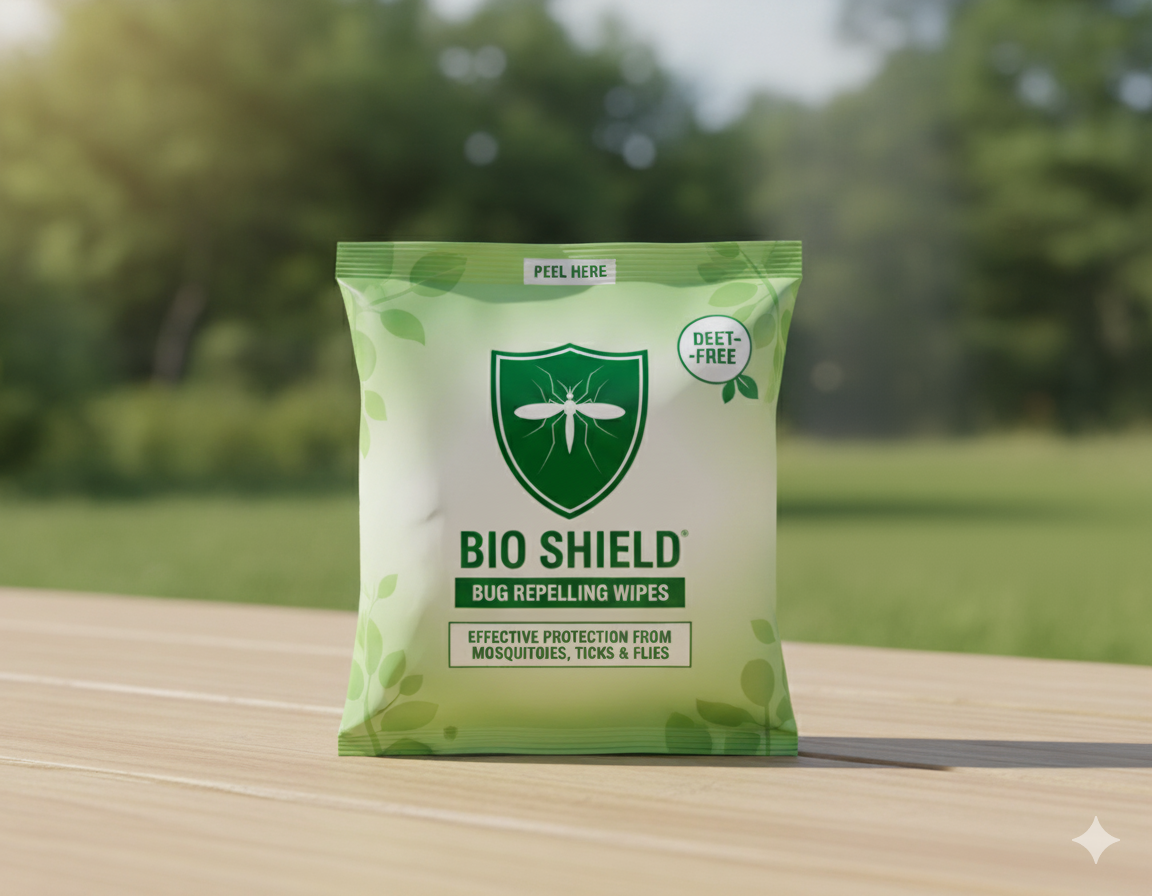 PEEL HERE
DEET-
-FREE
BIO SHIELD®
BUG REPELLING WIPES
EFFECTIVE PROTECTION FROM
MOSQUITOIES, TICKS & FLIES